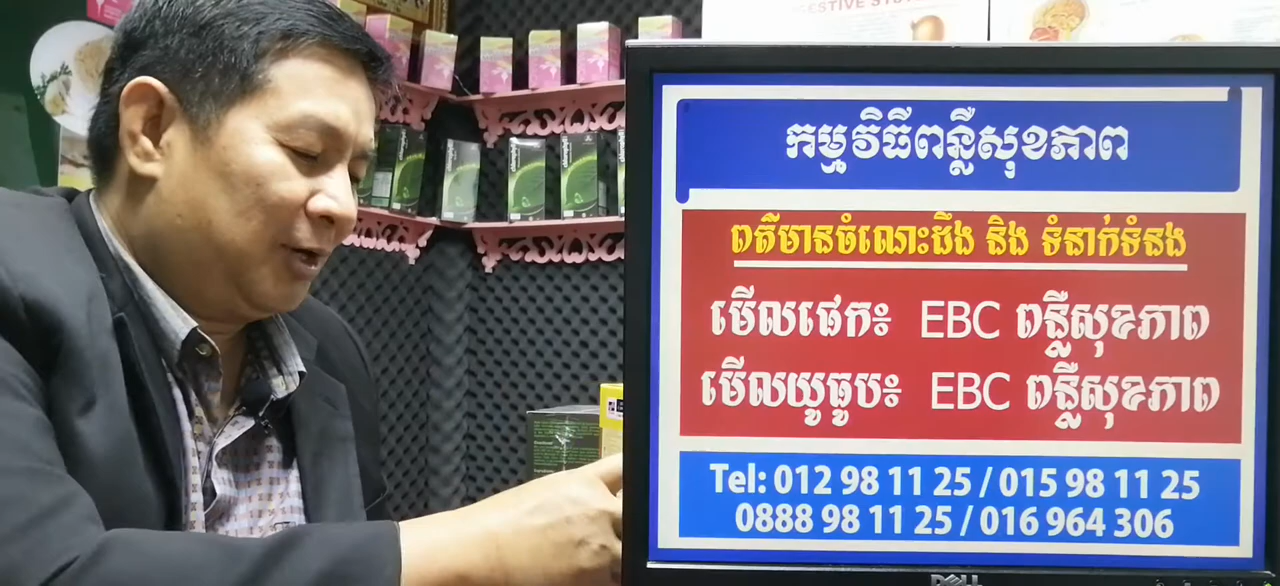 ESTIVE SYST
កម្មវិធីពន្លឺសុខភាព
ពត៌មានចំណេះដឹង និង ទំនាក់ទំនង
មើលផេក៖ EBC ពន្លឺសុខភាព
មើលយូធូប៖ EBC ពន្លឺសុខភាព
Tel: 012 98 11 25 / 015 98 11 25
0888 98 11 25 / 016 964 306
DELL